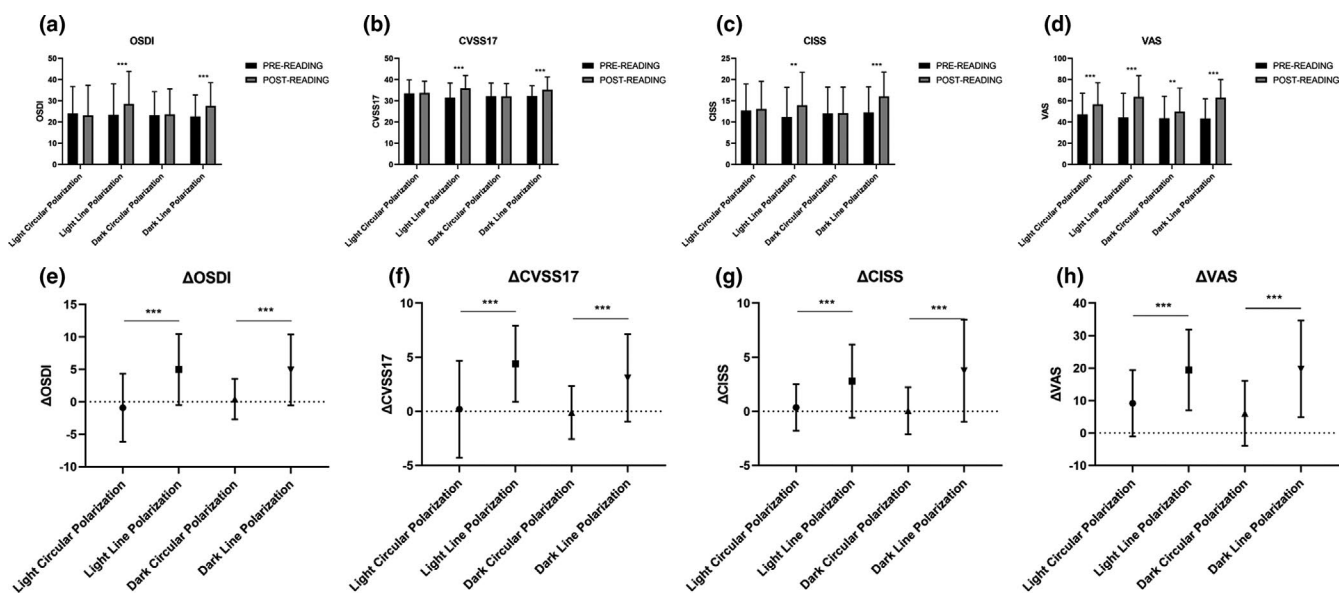 (a)
OSDI
50
40
30
20
10
0
OSDI
***
***
PRE-READING
POST-READING
Light Circular Polarization
Light Line Polarization
Dark Circular Polarization
Dark Line Polarization
(b)
CVSS17
50
40
30
20
10
0
CVSS17
***
***
PRE-READING
POST-READING
Light Circular Polarization
Light Line Polarization
Dark Circular Polarization
Dark Line Polarization
(c)
CISS
25
20
15
10
5
0
CISS
**
***
PRE-READING
POST-READING
Light Circular Polarization
Light Line Polarization
Dark Circular Polarization
Dark Line Polarization
(d)
VAS
100
80
60
40
20
0
VAS
***
***
**
***
PRE-READING
POST-READING
Light Circular Polarization
Light Line Polarization
Dark Circular Polarization
Dark Line Polarization
(e)
ΔOSDI
15
10
5
0
-5
-10
ΔOSDI
***
***
Light Circular Polarization
Light Line Polarization
Dark Circular Polarization
Dark Line Polarization
(f)
ΔCVSS17
10
5
0
-5
ΔCVSS17
***
***
Light Circular Polarization
Light Line Polarization
Dark Circular Polarization
Dark Line Polarization
(g)
ΔCISS
10
5
0
-5
ΔCISS
***
***
Light Circular Polarization
Light Line Polarization
Dark Circular Polarization
Dark Line Polarization
(h)
ΔVAS
40
30
20
10
0
-10
ΔVAS
***
***
Light Circular Polarization
Light Line Polarization
Dark Circular Polarization
Dark Line Polarization